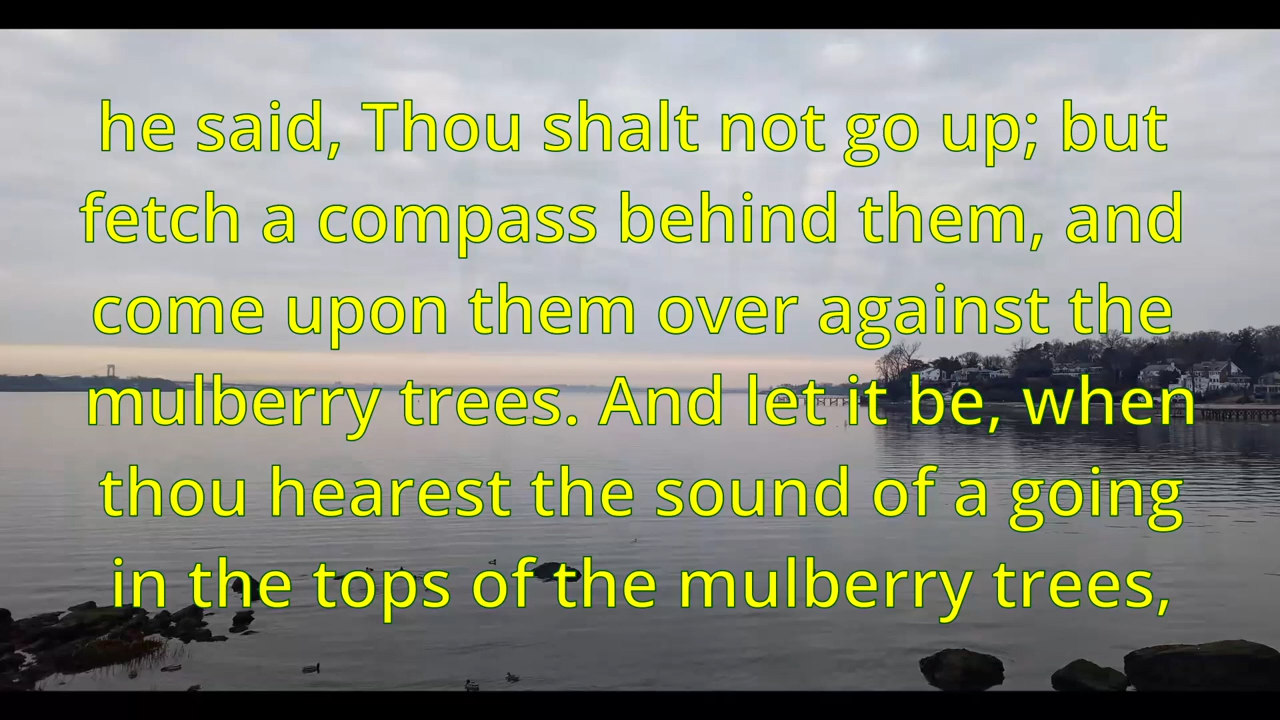 he said, Thou shalt not go up; but
fetch a compass behind them, and
come upon them over against the
mulberry trees. And let it be, when
thou hearest the sound of a going
in the tops of the mulberry trees,